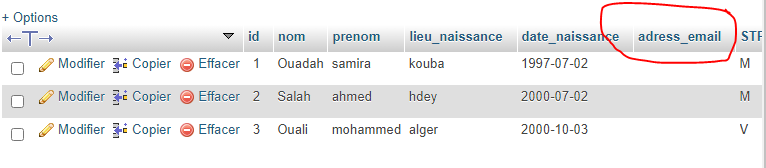 + Options
id nom prenom lieu_naissance date_naissance adress_email STF
Modifier Copier Effacer 1 Ouadah samira kouba 1997-07-02 M
Modifier Copier Effacer 2 Salah ahmed hdey 2000-07-02 M
Modifier Copier Effacer 3 Ouali mohammed alger 2000-10-03 V